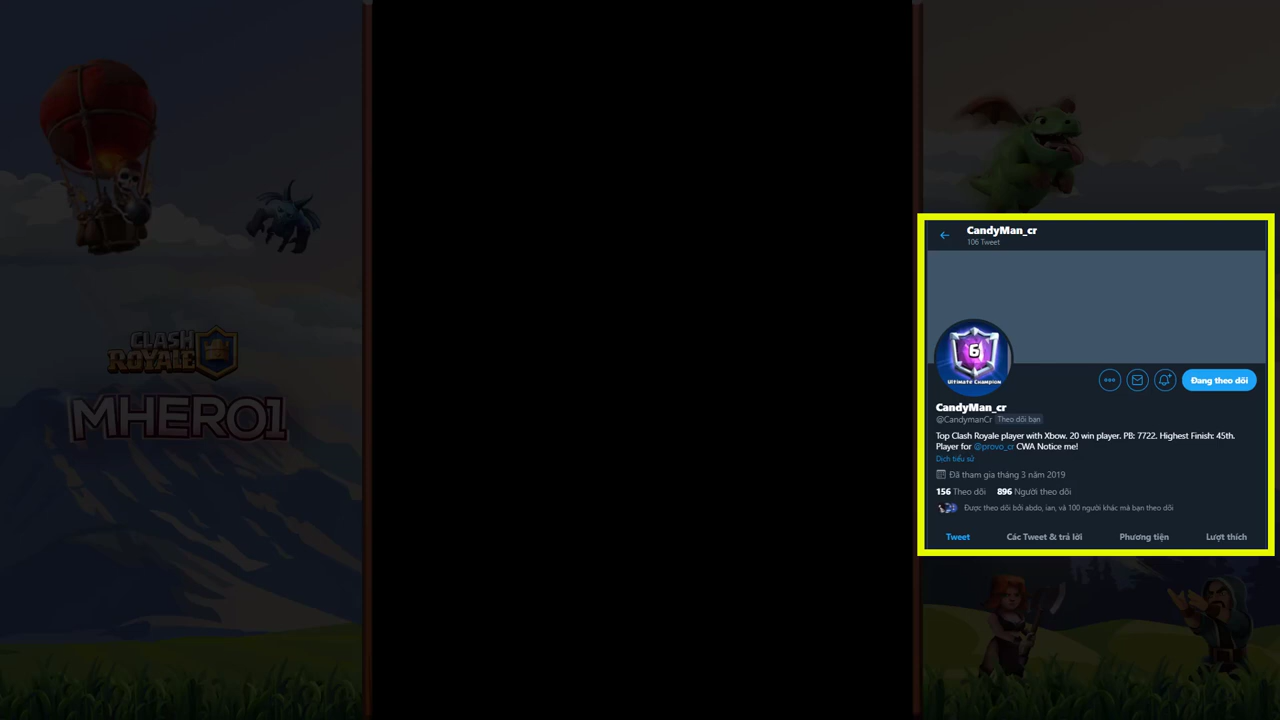 CLASH
ROYALE
MHERO1
CandyMan_cr
106 Tweet
6
Ultimate Champion
Đang theo dõi
CandyMan_cr
@CandymanCr Theo dõi bạn
Top Clash Royale player with Xbow. 20 win player. PB: 7722. Highest Finish: 45th.
Player for @provo_cr CWA Notice me!
Dịch tiểu sử
Đã tham gia tháng 3 năm 2019
156 Theo dõi 896 Người theo dõi
Được theo dõi bởi abdo, ian, và 100 người khác mà bạn theo dõi
Tweet Các Tweet & trả lời Phương tiện Lượt thích